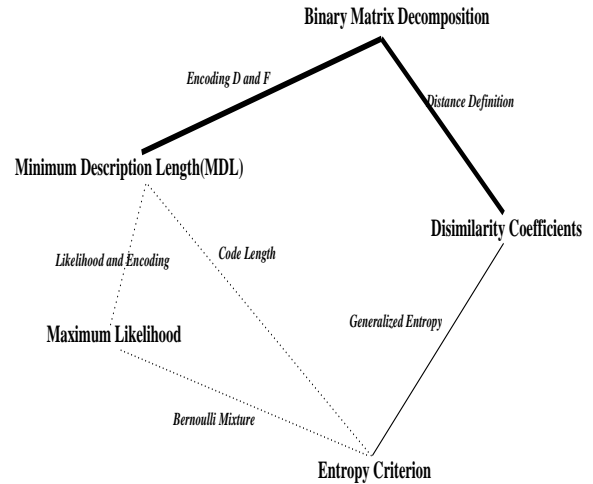 Binary Matrix Decomposition
Encoding D and F
Distance Definition
Minimum Description Length(MDL)
Disimilarity Coefficients
Likelihood and Encoding
Code Length
Generalized Entropy
Maximum Likelihood
Bernoulli Mixture
Entropy Criterion